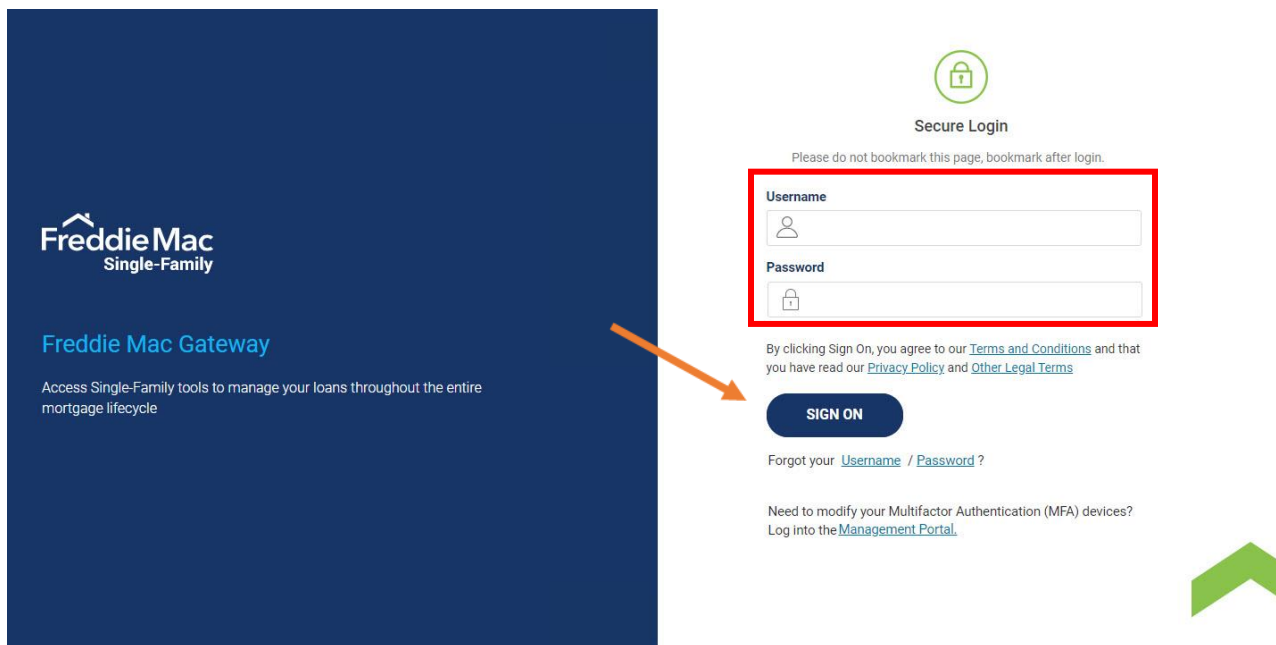 Freddie Mac
Single-Family
Freddie Mac Gateway
Access Single-Family tools to manage your loans throughout the entire
mortgage lifecycle
Secure Login
Please do not bookmark this page, bookmark after login.
Username
Password
By clicking Sign On, you agree to our Terms and Conditions and that
you have read our Privacy Policy and Other Legal Terms
SIGN ON
Forgot your Username / Password ?
Need to modify your Multifactor Authentication (MFA) devices?
Log into the Management Portal.